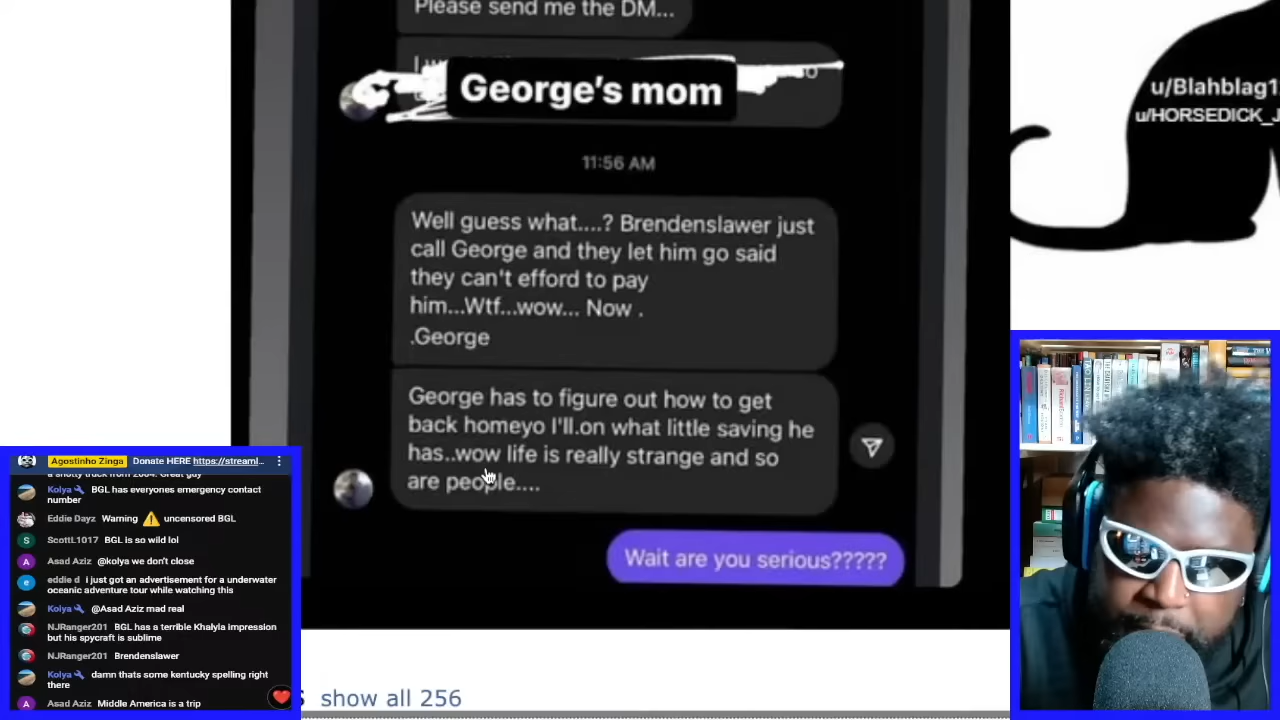 Please send me the DM...
George's mom
11:56 AM
Well guess what....? Brendenslawer just
call George and they let him go said
they can't efford to pay
him...Wtf...wow... Now .
.George
George has to figure out how to get
back homeyo I'll.on what little saving he
has..wow life is really strange and so
are people....
Wait are you serious?????
show all 256
u/Blahblag1
u/HORSEDICK_J
Agostinho Zinga Donate HERE https://streaml...
Kolya BGL has everyones emergency contact
number
Eddie Dayz Warning ⚠️ uncensored BGL
ScottL1017 BGL Is so wild lol
Asad Aziz @kolya we don't close
eddie d i just got an advertisement for a underwater
oceanic adventure tour while watching this
Kolya @Asad Aziz mad real
NJRanger201 BGL has a terrible Khalyla impression
but his spycraft is sublime
NJRanger201 Brendenslawer
Kolya damn thats some kentucky spelling right
there
Asad Aziz Middle America is a trip